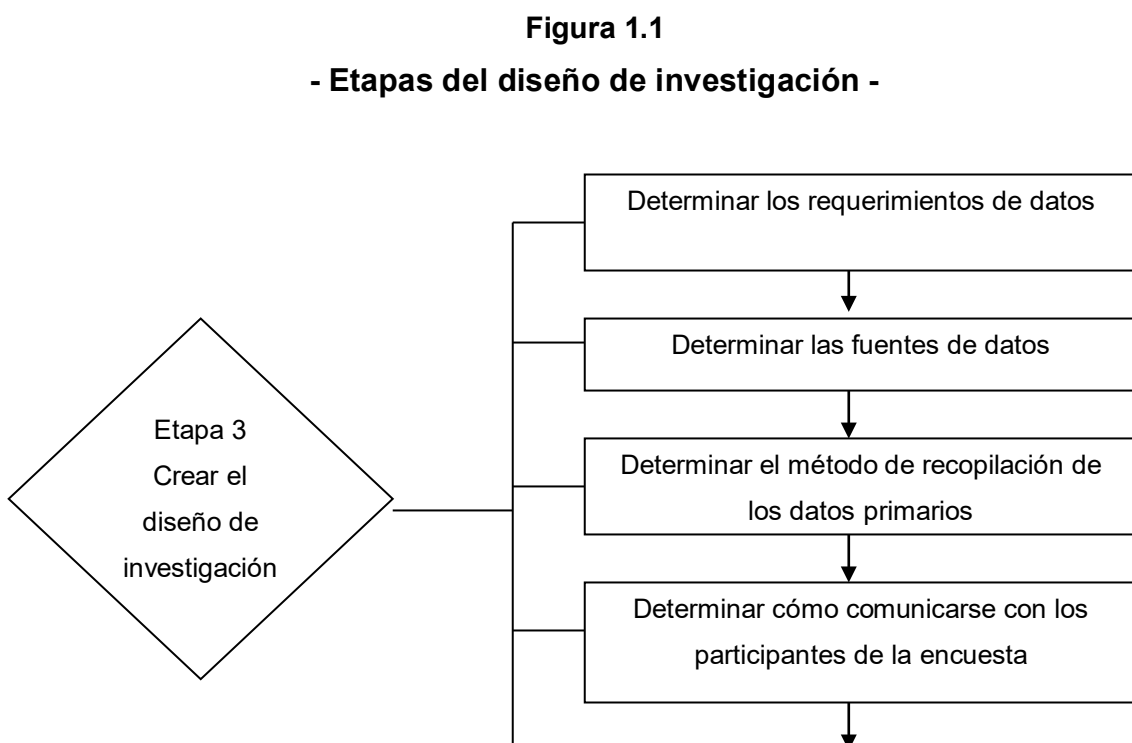 Figura 1.1
- Etapas del diseño de investigación -
Determinar los requerimientos de datos
Determinar las fuentes de datos
Etapa 3
Crear el
diseño de
investigación
Determinar el método de recopilación de
los datos primarios
Determinar cómo comunicarse con los
participantes de la encuesta